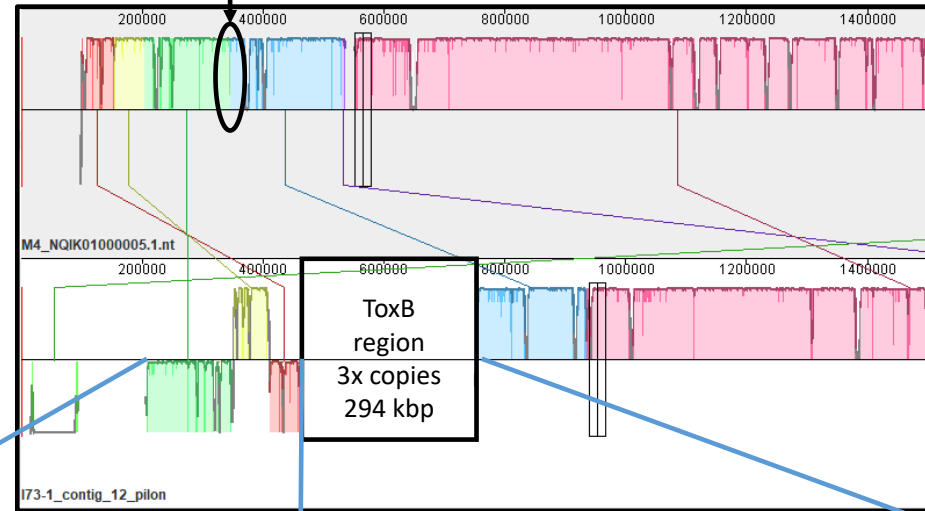 200000 400000 600000 800000 1000000 1200000 1400000
M4_NQIK01000005.1.nt
200000 400000 600000 800000 1000000 1200000 1400000
ToxB
region
3x copies
294 kbp
I73-1_contig_12_pilon